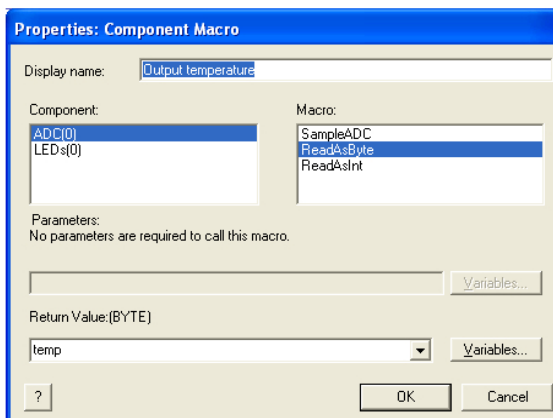 Properties: Component Macro
Display name: Output temperature
Component: Macro:
ADC(0) SampleADC
LEDs(0) ReadAsByte
ReadAsInt
Parameters:
No parameters are required to call this macro.
Variables...
Return Value:(BYTE)
temp Variables...
? OK Cancel